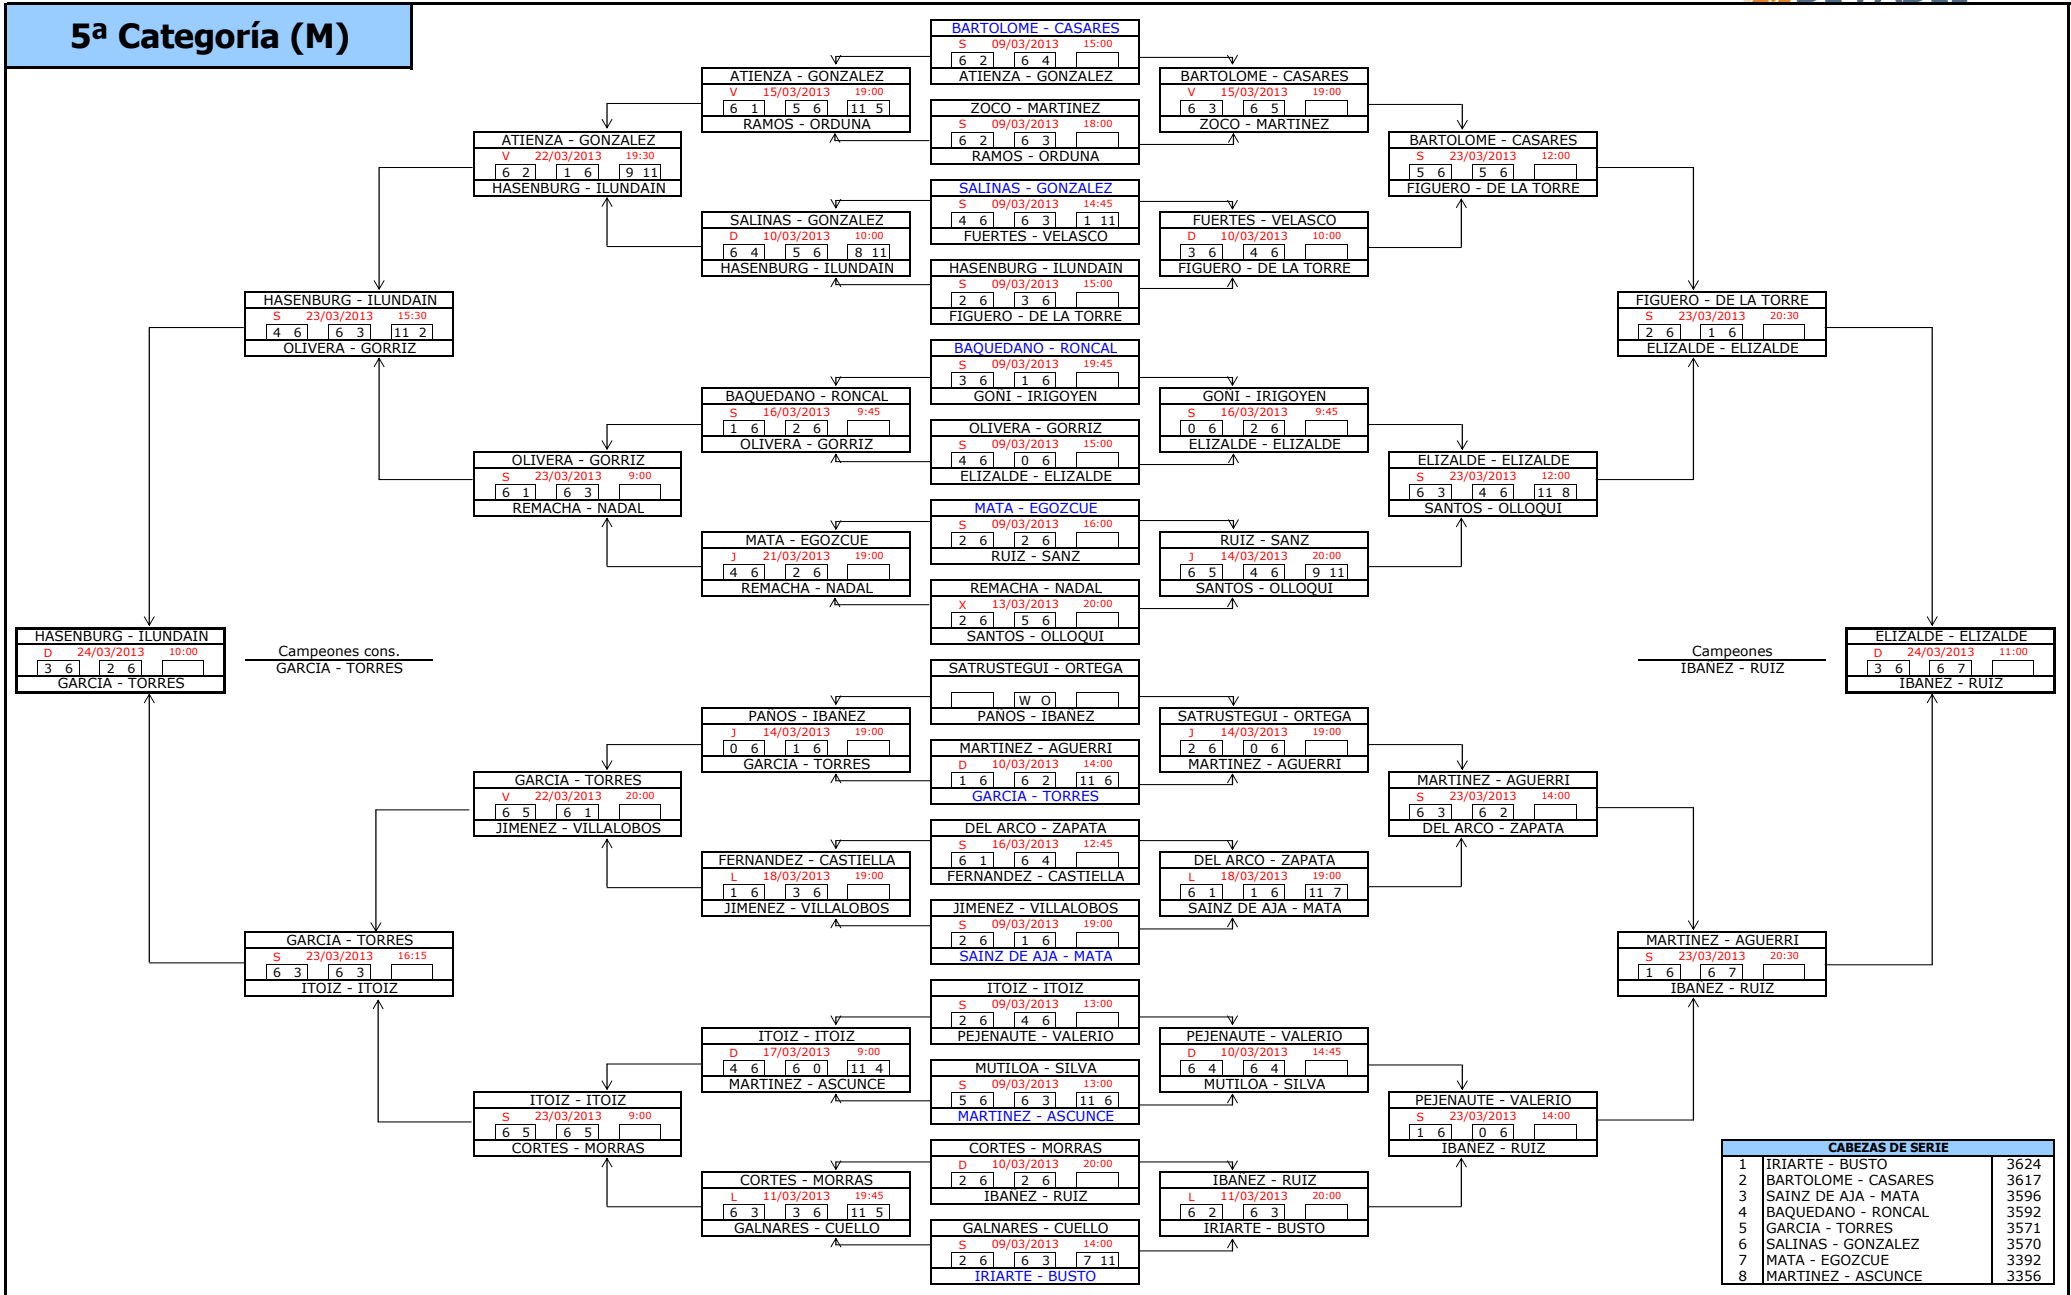 5ª Categoría (M)
BARTOLOME - CASARES
S 09/03/2013 15:00
6 2 6 4
ATIENZA - GONZALEZ
ZOCO - MARTINEZ
S 09/03/2013 18:00
6 2 6 3
RAMOS - ORDUNA
SALINAS - GONZALEZ
S 09/03/2013 14:45
4 6 6 3 1 11
FUERTES - VELASCO
HASENBURG - ILUNDAIN
S 09/03/2013 15:00
2 6 3 6
FIGUERO - DE LA TORRE
BAQUEDANO - RONCAL
S 09/03/2013 19:45
3 6 1 6
GOÑI - IRIGOYEN
OLIVERA - GORRIZ
S 09/03/2013 15:00
4 6 0 6
ELIZALDE - ELIZALDE
MATA - EGOZCUE
S 09/03/2013 16:00
2 6 2 6
RUIZ - SANZ
REMACHA - NADAL
X 13/03/2013 20:00
2 6 5 6
SANTOS - OLLOQUI
SATRUSTEGUI - ORTEGA
W O
PAÑOS - IBAÑEZ
MARTINEZ - AGUERRI
D 10/03/2013 14:00
1 6 6 2 11 6
GARCIA - TORRES
DEL ARCO - ZAPATA
S 16/03/2013 12:45
6 1 6 4
FERNANDEZ - CASTIELLA
JIMENEZ - VILLALOBOS
S 09/03/2013 19:00
2 6 1 6
SAINZ DE AJA - MATA
ITOIZ - ITOIZ
S 09/03/2013 13:00
2 6 4 6
PEJENAUTE - VALERIO
MUTILOA - SILVA
S 09/03/2013 13:00
5 6 6 3 11 6
MARTINEZ - ASCUNCE
CORTES - MORRAS
D 10/03/2013 20:00
2 6 2 6
IBAÑEZ - RUIZ
GALNARES - CUELLO
S 09/03/2013 14:00
2 6 6 3 7 11
IRIARTE - BUSTO
ATIENZA - GONZALEZ
V 15/03/2013 19:00
6 1 5 6 11 5
RAMOS - ORDUNA
SALINAS - GONZALEZ
D 10/03/2013 10:00
6 4 5 6 8 11
HASENBURG - ILUNDAIN
BAQUEDANO - RONCAL
S 16/03/2013 9:45
1 6 2 6
OLIVERA - GORRIZ
MATA - EGOZCUE
J 21/03/2013 19:00
4 6 2 6
REMACHA - NADAL
PAÑOS - IBAÑEZ
J 14/03/2013 19:00
0 6 1 6
GARCIA - TORRES
FERNANDEZ - CASTIELLA
L 18/03/2013 19:00
1 6 3 6
JIMENEZ - VILLALOBOS
ITOIZ - ITOIZ
D 17/03/2013 9:00
4 6 6 0 11 4
MARTINEZ - ASCUNCE
CORTES - MORRAS
L 11/03/2013 19:45
6 3 3 6 11 5
GALNARES - CUELLO
ATIENZA - GONZALEZ
V 22/03/2013 19:30
6 2 1 6 9 11
HASENBURG - ILUNDAIN
OLIVERA - GORRIZ
S 23/03/2013 9:00
6 1 6 3
REMACHA - NADAL
GARCIA - TORRES
V 22/03/2013 20:00
6 5 6 1
JIMENEZ - VILLALOBOS
ITOIZ - ITOIZ
S 23/03/2013 9:00
6 5 6 5
CORTES - MORRAS
HASENBURG - ILUNDAIN
S 23/03/2013 15:30
4 6 6 3 11 2
OLIVERA - GORRIZ
GARCIA - TORRES
S 23/03/2013 16:15
6 3 6 3
ITOIZ - ITOIZ
HASENBURG - ILUNDAIN
D 24/03/2013 10:00
3 6 2 6
GARCIA - TORRES
Campeones cons.
GARCIA - TORRES
BARTOLOME - CASARES
V 15/03/2013 19:00
6 3 6 5
ZOCO - MARTINEZ
FUERTES - VELASCO
D 10/03/2013 10:00
3 6 4 6
FIGUERO - DE LA TORRE
GOÑI - IRIGOYEN
S 16/03/2013 9:45
0 6 2 6
ELIZALDE - ELIZALDE
RUIZ - SANZ
J 14/03/2013 20:00
6 5 4 6 9 11
SANTOS - OLLOQUI
SATRUSTEGUI - ORTEGA
J 14/03/2013 19:00
2 6 0 6
MARTINEZ - AGUERRI
DEL ARCO - ZAPATA
L 18/03/2013 19:00
6 1 1 6 11 7
SAINZ DE AJA - MATA
PEJENAUTE - VALERIO
D 10/03/2013 14:45
6 4 6 4
MUTILOA - SILVA
IBAÑEZ - RUIZ
L 11/03/2013 20:00
6 2 6 3
IRIARTE - BUSTO
BARTOLOME - CASARES
S 23/03/2013 12:00
5 6 5 6
FIGUERO - DE LA TORRE
ELIZALDE - ELIZALDE
S 23/03/2013 12:00
6 3 4 6 11 8
SANTOS - OLLOQUI
MARTINEZ - AGUERRI
S 23/03/2013 14:00
6 3 6 2
DEL ARCO - ZAPATA
PEJENAUTE - VALERIO
S 23/03/2013 14:00
1 6 0 6
IBAÑEZ - RUIZ
FIGUERO - DE LA TORRE
S 23/03/2013 20:30
2 6 1 6
ELIZALDE - ELIZALDE
MARTINEZ - AGUERRI
S 23/03/2013 20:30
1 6 6 7
IBAÑEZ - RUIZ
Campeones
IBAÑEZ - RUIZ
ELIZALDE - ELIZALDE
D 24/03/2013 11:00
3 6 6 7
IBAÑEZ - RUIZ
CABEZAS DE SERIE
1 IRIARTE - BUSTO 3624
2 BARTOLOME - CASARES 3617
3 SAINZ DE AJA - MATA 3596
4 BAQUEDANO - RONCAL 3592
5 GARCIA - TORRES 3571
6 SALINAS - GONZALEZ 3570
7 MATA - EGOZCUE 3392
8 MARTINEZ - ASCUNCE 3356